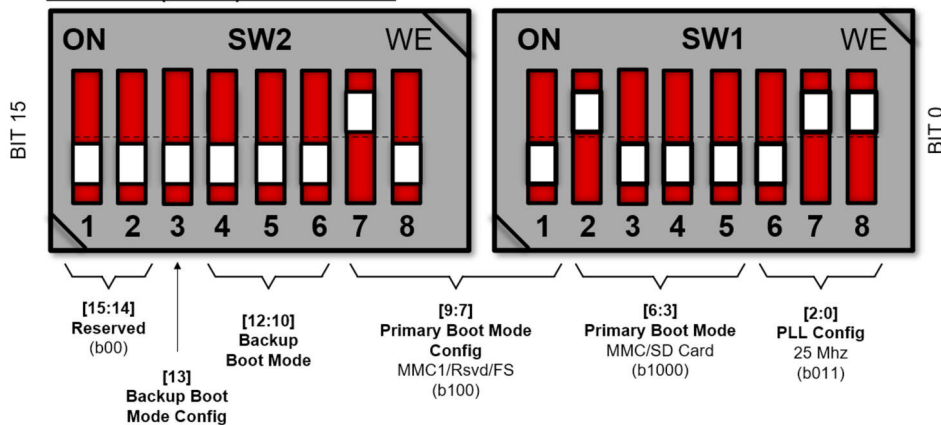 ON SW2 WE
ON SW1 WE
BIT 15
BIT 0
1 2 3 4 5 6 7 8
1 2 3 4 5 6 7 8
[15:14]
Reserved
(b00)
[13]
Backup Boot
Mode Config
[12:10]
Backup
Boot Mode
[9:7]
Primary Boot Mode
Config
MMC1/Rsvd/FS
(b100)
[6:3]
Primary Boot Mode
MMC/SD Card
(b1000)
[2:0]
PLL Config
25 Mhz
(b011)